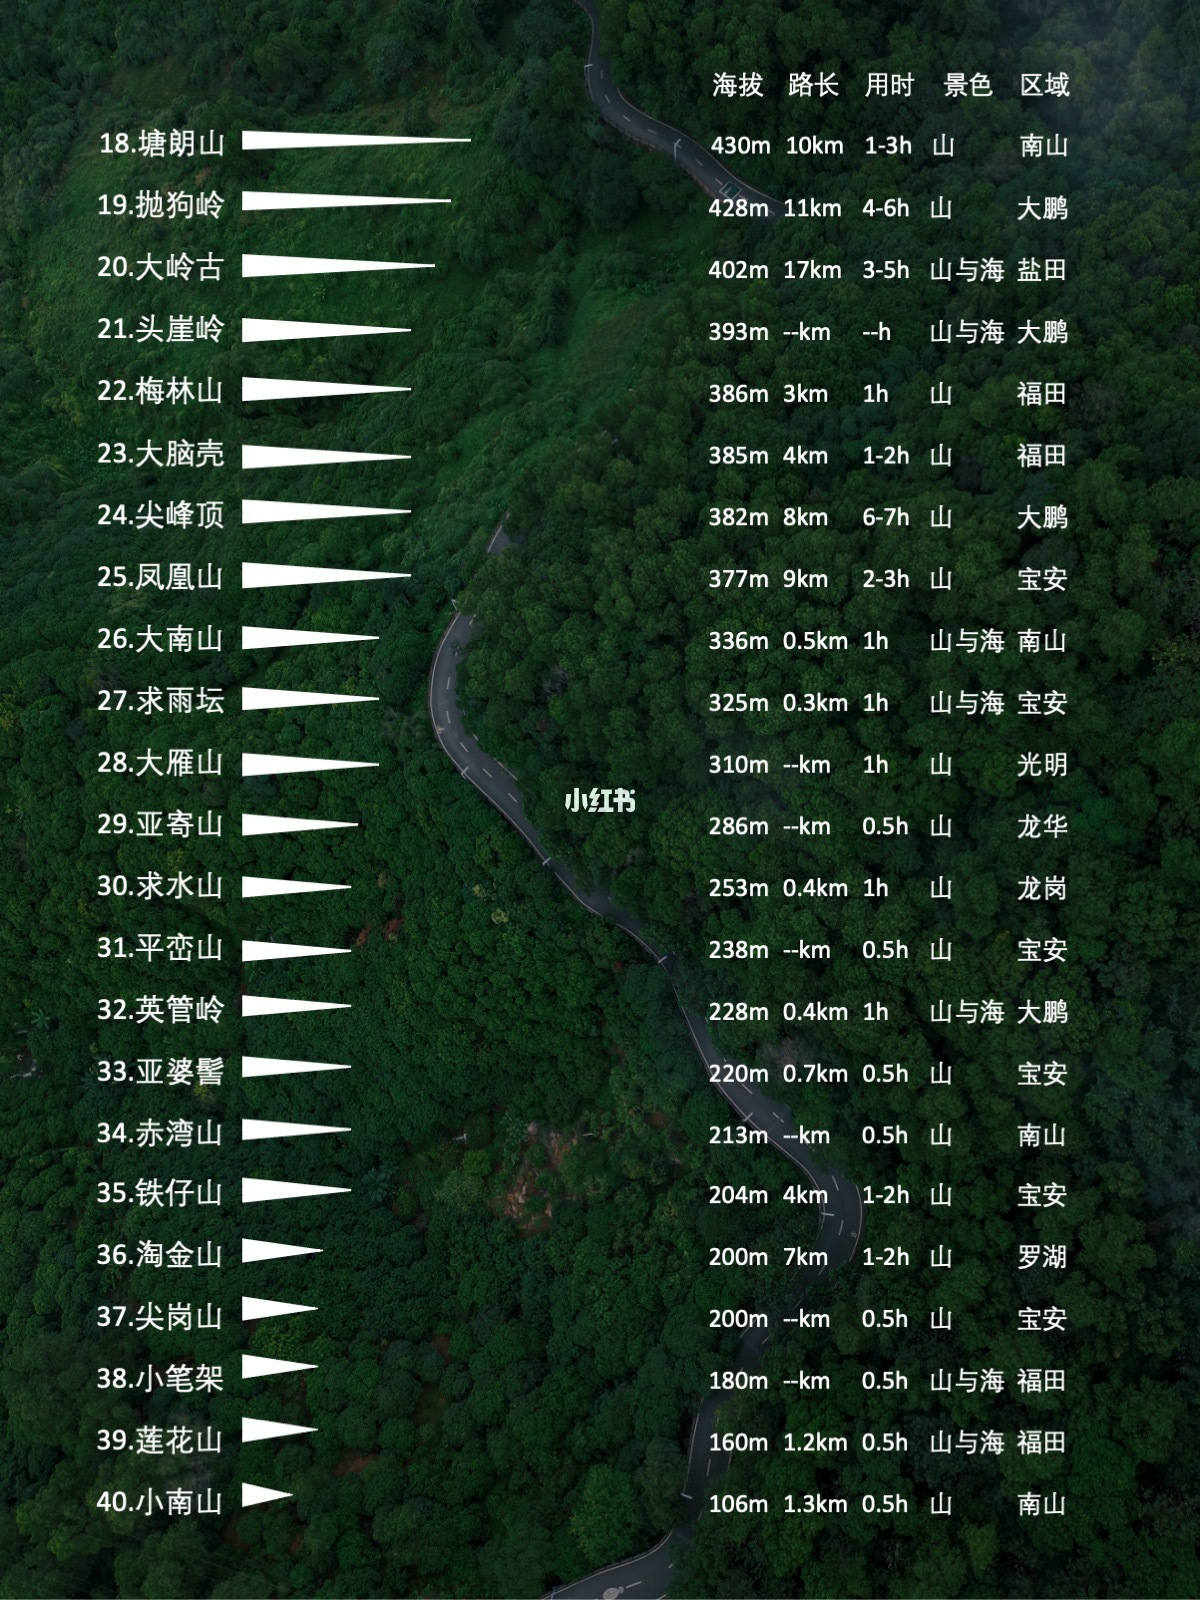 海拔 路长 用时 景色 区域
18.塘朗山 430m 10km 1-3h 山 南山
19.抛狗岭 428m 11km 4-6h 山 大鹏
20.大岭古 402m 17km 3-5h 山与海 盐田
21.头崖岭 393m --km --h 山与海 大鹏
22.梅林山 386m 3km 1h 山 福田
23.大脑壳 385m 4km 1-2h 山 福田
24.尖峰顶 382m 8km 6-7h 山 大鹏
25.凤凰山 377m 9km 2-3h 山 宝安
26.大南山 336m 0.5km 1h 山与海 南山
27.求雨坛 325m 0.3km 1h 山与海 宝安
28.大雁山 310m --km 1h 山 光明
小红书
29.亚寄山 286m --km 0.5h 山 龙华
30.求水山 253m 0.4km 1h 山 龙岗
31.平峦山 238m --km 0.5h 山 宝安
32.英管岭 228m 0.4km 1h 山与海 大鹏
33.亚婆髻 220m 0.7km 0.5h 山 宝安
34.赤湾山 213m --km 0.5h 山 南山
35.铁仔山 204m 4km 1-2h 山 宝安
36.淘金山 200m 7km 1-2h 山 罗湖
37.尖岗山 200m --km 0.5h 山 宝安
38.小笔架 180m --km 0.5h 山与海 福田
39.莲花山 160m 1.2km 0.5h 山与海 福田
40.小南山 106m 1.3km 0.5h 山 南山